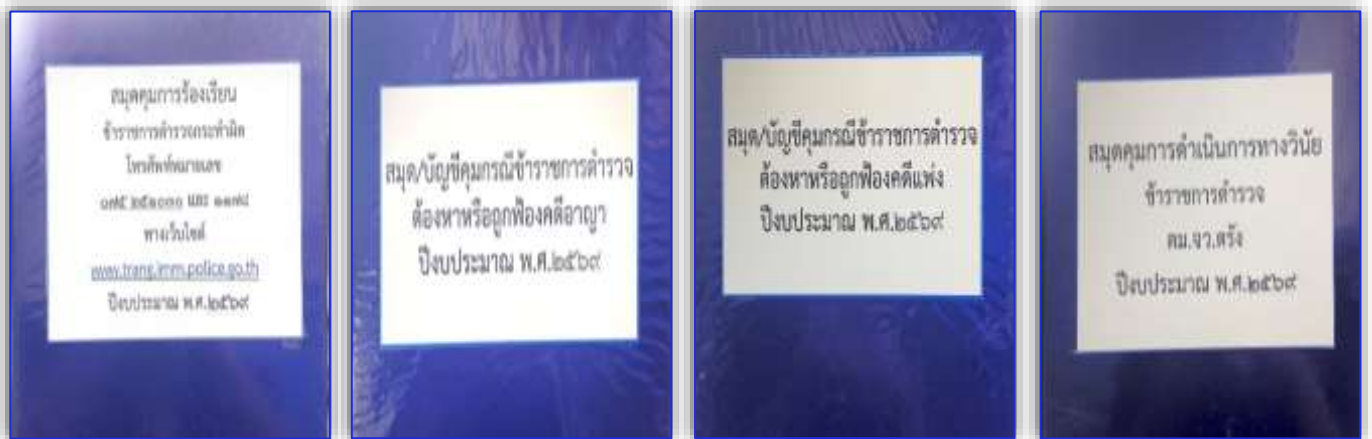 สมุดคุมการร้องเรียน
ข้าราชการตำรวจกระทำผิด
โทรศัพท์หมายเลข
และ ๑๑๗๘
ทางเว็บไซต์
www.trang.imm.police.go.th
ปีงบประมาณ พ.ศ.๒๕๖๙
สมุด/บัญชีคุมกรณีข้าราชการตำรวจ
ต้องหาหรือถูกฟ้องคดีอาญา
ปีงบประมาณ พ.ศ.๒๕๖๙
สมุด/บัญชีคุมกรณีข้าราชการตำรวจ
ต้องหาหรือถูกฟ้องคดีแพ่ง
ปีงบประมาณ พ.ศ.๒๕๖๙
สมุดคุมการดำเนินการทางวินัย
ข้าราชการตำรวจ
ตม.จว.ตรัง
ปีงบประมาณ พ.ศ.๒๕๖๙